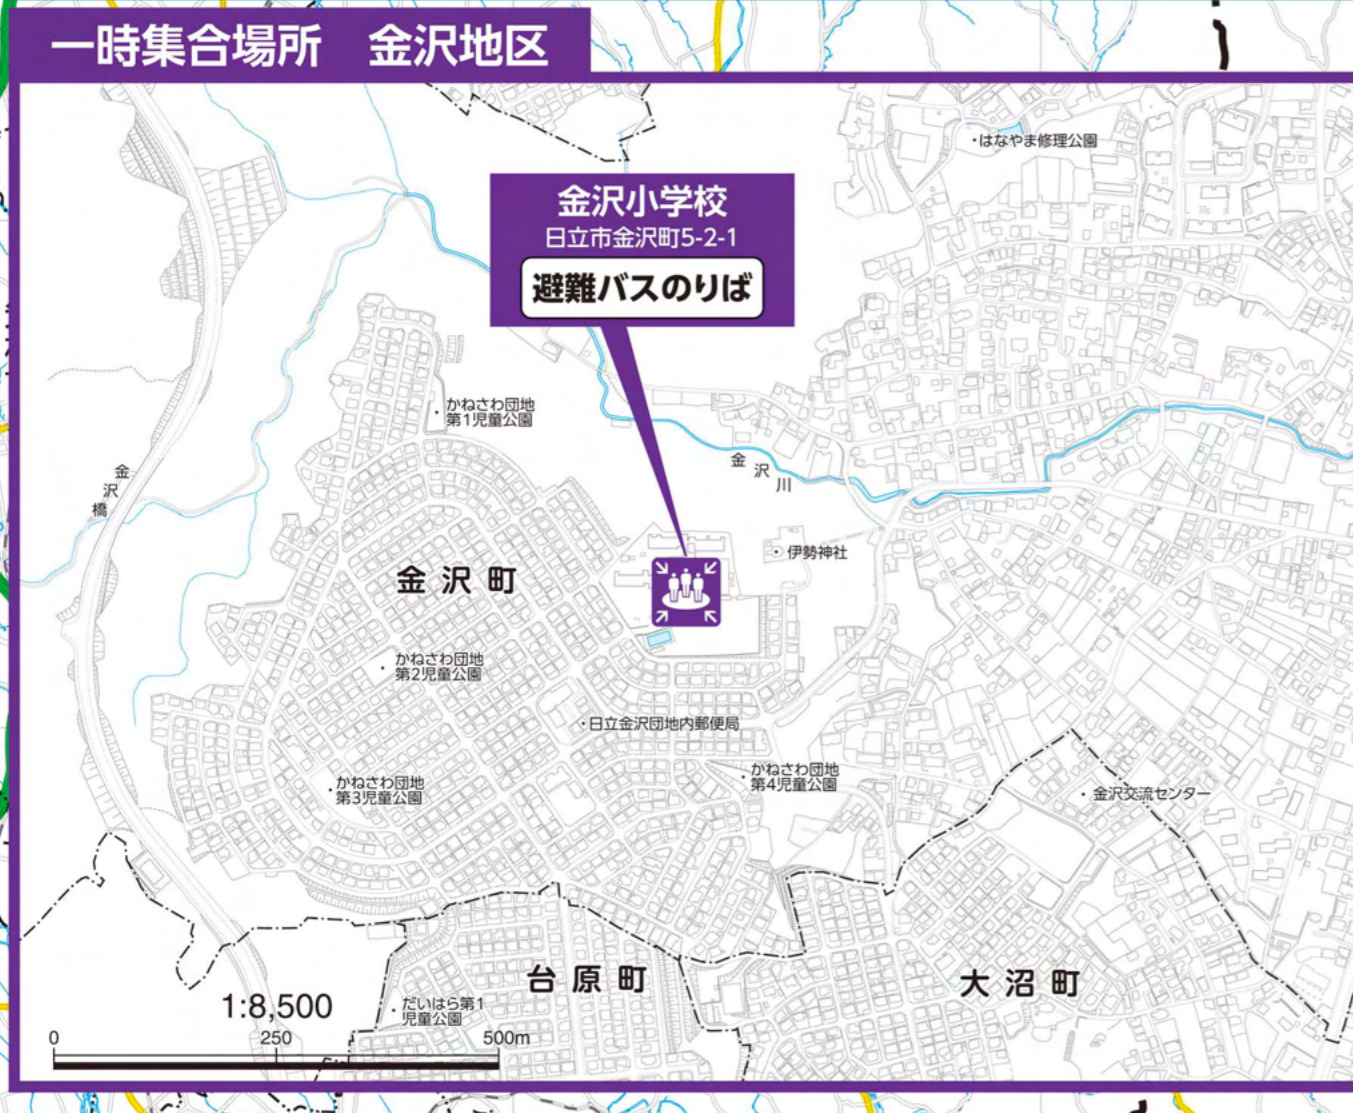 一時集合場所　金沢地区
はなやま修理公園
金沢小学校
日立市金沢町5-2-1
避難バスのりば
かねさわ団地
第1児童公園
金沢川
金沢橋
伊勢神社
金沢町
かねさわ団地
第2児童公園
日立金沢団地内郵便局
かねさわ団地
第3児童公園
かねさわ団地
第4児童公園
金沢交流センター
台原町
大沼町
だいはら第1
児童公園
1:8,500
0 250 500m